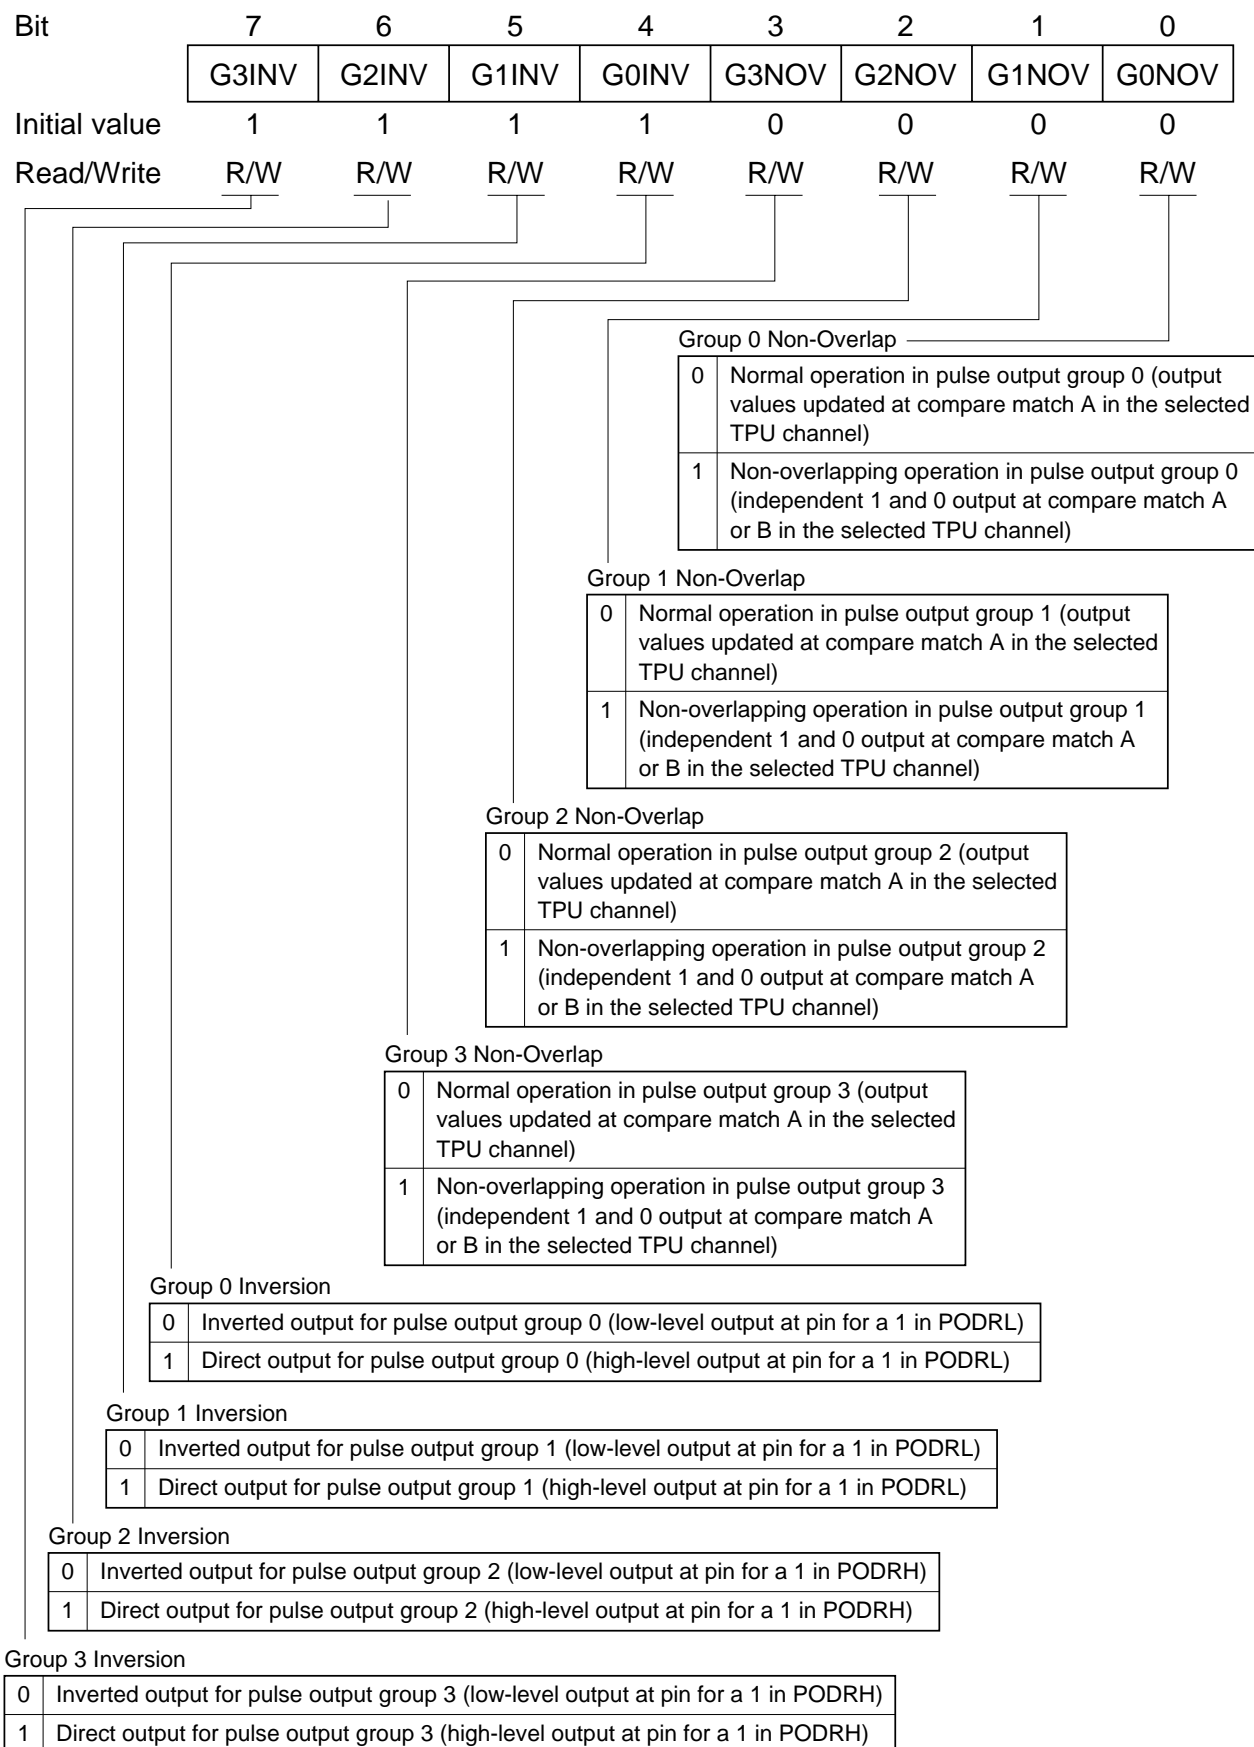 Bit 7 6 5 4 3 2 1 0
G3INV G2INV G1INV G0INV G3NOV G2NOV G1NOV G0NOV
Initial value 1 1 1 1 0 0 0 0
Read/Write R/W R/W R/W R/W R/W R/W R/W R/W
Group 0 Non-Overlap
0 Normal operation in pulse output group 0 (output
values updated at compare match A in the selected
TPU channel)
1 Non-overlapping operation in pulse output group 0
(independent 1 and 0 output at compare match A
or B in the selected TPU channel)
Group 1 Non-Overlap
0 Normal operation in pulse output group 1 (output
values updated at compare match A in the selected
TPU channel)
1 Non-overlapping operation in pulse output group 1
(independent 1 and 0 output at compare match A
or B in the selected TPU channel)
Group 2 Non-Overlap
0 Normal operation in pulse output group 2 (output
values updated at compare match A in the selected
TPU channel)
1 Non-overlapping operation in pulse output group 2
(independent 1 and 0 output at compare match A
or B in the selected TPU channel)
Group 3 Non-Overlap
0 Normal operation in pulse output group 3 (output
values updated at compare match A in the selected
TPU channel)
1 Non-overlapping operation in pulse output group 3
(independent 1 and 0 output at compare match A
or B in the selected TPU channel)
Group 0 Inversion
0 Inverted output for pulse output group 0 (low-level output at pin for a 1 in PODRL)
1 Direct output for pulse output group 0 (high-level output at pin for a 1 in PODRL)
Group 1 Inversion
0 Inverted output for pulse output group 1 (low-level output at pin for a 1 in PODRL)
1 Direct output for pulse output group 1 (high-level output at pin for a 1 in PODRL)
Group 2 Inversion
0 Inverted output for pulse output group 2 (low-level output at pin for a 1 in PODRH)
1 Direct output for pulse output group 2 (high-level output at pin for a 1 in PODRH)
Group 3 Inversion
0 Inverted output for pulse output group 3 (low-level output at pin for a 1 in PODRH)
1 Direct output for pulse output group 3 (high-level output at pin for a 1 in PODRH)